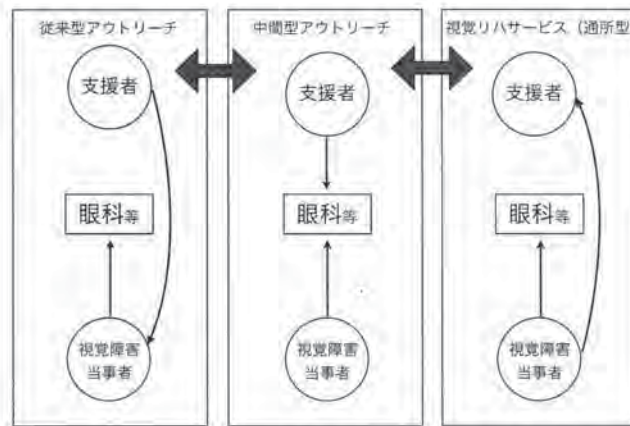 従来型アウトリーチ
支援者
眼科等
視覚障害
当事者
中間型アウトリーチ
支援者
眼科等
視覚障害
当事者
視覚リハサービス（通所型
支援者
眼科等
視覚障害
当事者